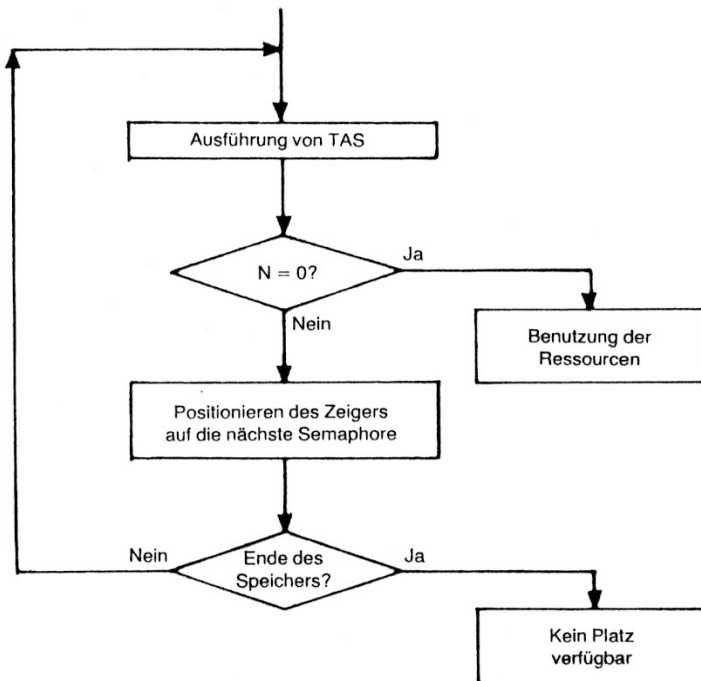 Ausführung von TAS
N = 0?
Ja
Nein
Benutzung der
Ressourcen
Positionieren des Zeigers
auf die nächste Semaphore
Nein
Ende des
Speichers?
Ja
Kein Platz
verfügbar